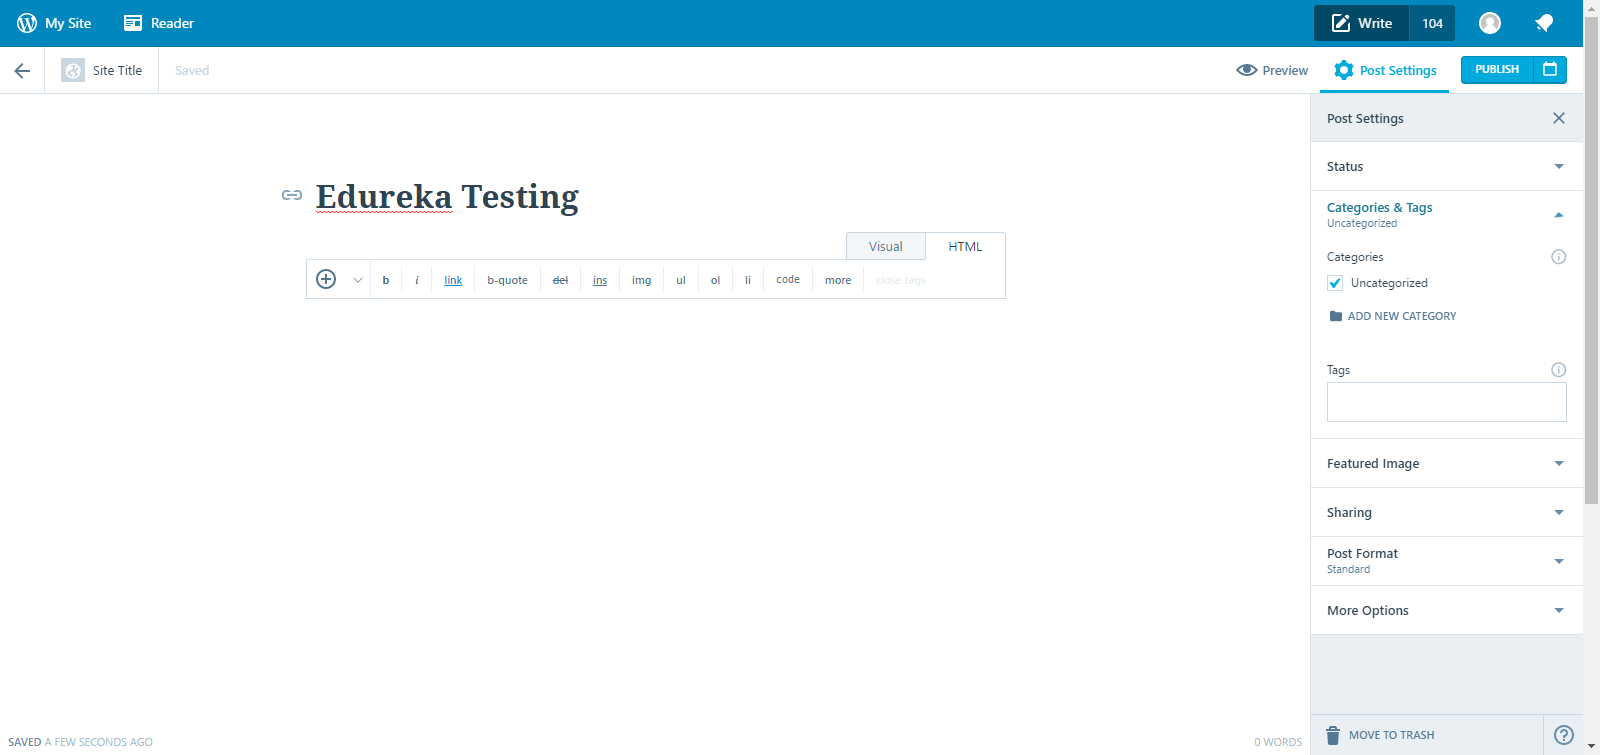 My Site
Reader
Write
104
Site Title
Saved
Preview
Post Settings
PUBLISH
Post Settings
Status
Edureka Testing
Categories & Tags
Uncategorized
Visual
HTML
Categories
b
i
link
b-quote
del
ins
img
ul
ol
li
code
more
close tags
Uncategorized
ADD NEW CATEGORY
Tags
Featured Image
Sharing
Post Format
Standard
More Options
MOVE TO TRASH
SAVED A FEW SECONDS AGO
0 WORDS